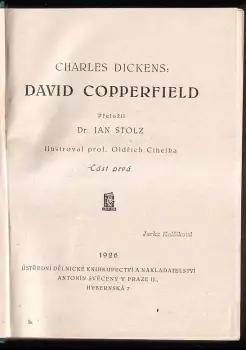 CHARLES DICKENS:
DAVID COPPERFIELD
Přeložil
Dr. JAN STOLZ
Ilustroval prof. Oldřich Cihelka
Část prvá
1926
ÚSTŘEDNÍ DĚLNICKÉ KNIHKUPECTVÍ A NAKLADATELSTVÍ
ANTONÍN SVĚCENÝ V PRAZE II.,
HYBERNSKÁ 7